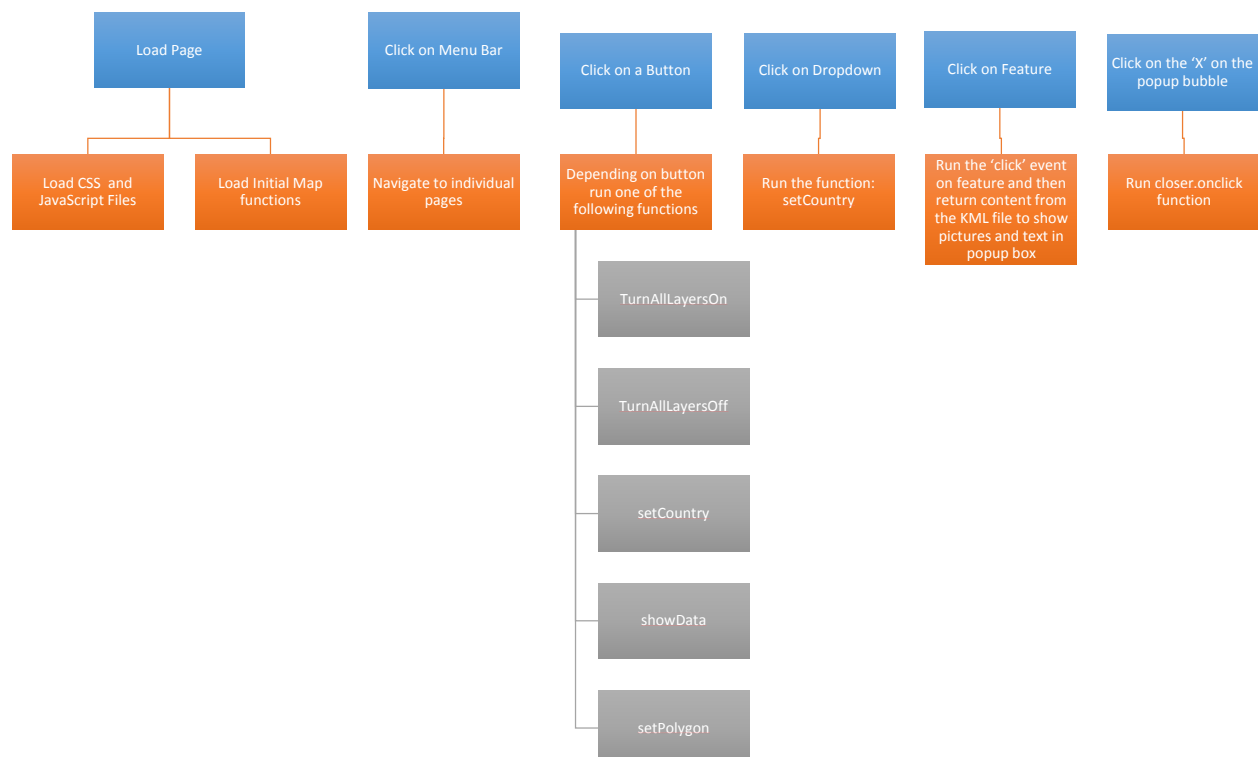 Load Page
Click on Menu Bar
Click on a Button
Click on Dropdown
Click on Feature
Click on the ‘X’ on the
popup bubble
Load CSS and
JavaScript Files
Load Initial Map
functions
Navigate to individual
pages
Depending on button
run one of the
following functions
Run the function:
setCountry
Run the ‘click’ event
on feature and then
return content from
the KML file to show
pictures and text in
popup box
Run closer.onclick
function
TurnAllLayersOn
TurnAllLayersOff
setCountry
showData
setPolygon